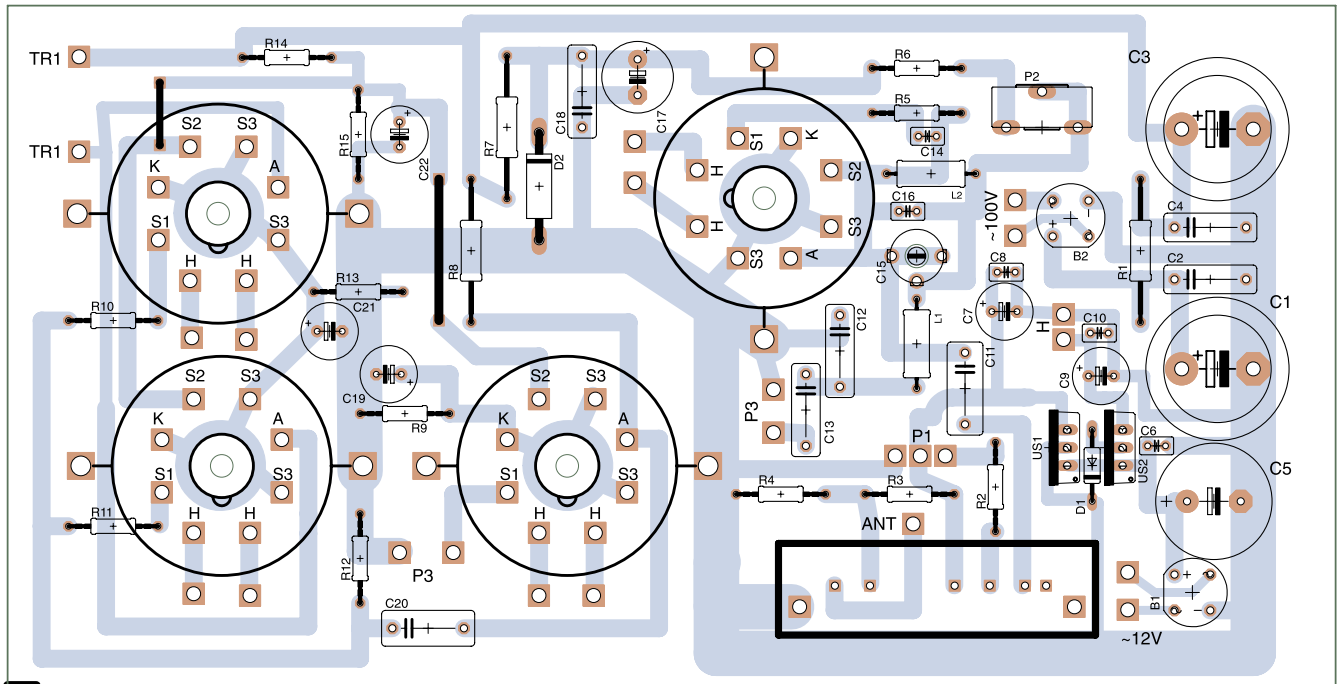 TR1
R14
C18
C17
R6
P2
C3
S2
S3
R15
C22
R7
D2
R5
S1
K
C14
TR1
K
A
H
S2
L2
C16
~100V
C4
S1
S3
H
S3
B2
R1
H
H
R8
S3
A
C15
C8
C2
R13
R10
C21
C12
L1
C7
H
C10
C1
S2
S3
C19
S2
S3
C11
C9
K
A
R9
K
A
P3
C13
P1
US1
US2
C6
S1
S3
S1
S3
R4
R3
R2
C5
H
H
H
H
D1
R11
ANT
R12
P3
C20
B1
~12V